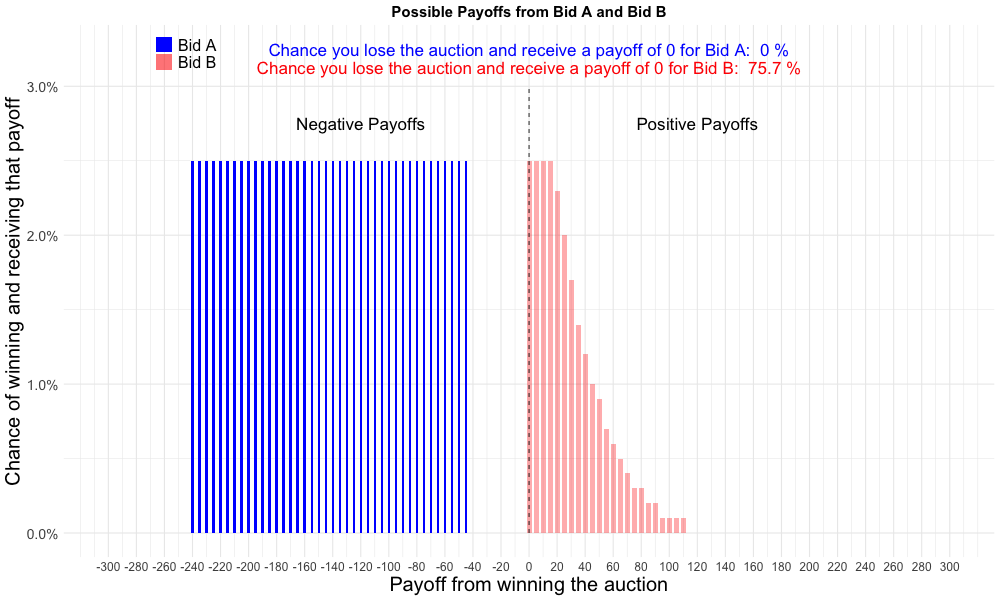 Possible Payoffs from Bid A and Bid B
Bid A
Bid B
Chance you lose the auction and receive a payoff of 0 for Bid A:  0 %
Chance you lose the auction and receive a payoff of 0 for Bid B:  75.7 %
Negative Payoffs
Positive Payoffs
Chance of winning and receiving that payoff
3.0%
2.0%
1.0%
0.0%
-300 -280 -260 -240 -220 -200 -180 -160 -140 -120 -100 -80 -60 -40 -20 0 20 40 60 80 100 120 140 160 180 200 220 240 260 280 300
Payoff from winning the auction